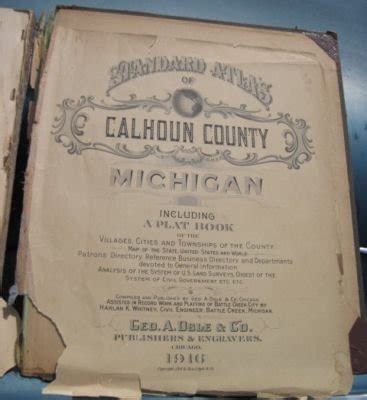 STANDARD ATLAS
OF
CALHOUN COUNTY
MICHIGAN
INCLUDING
A PLAT BOOK
OF THE
VILLAGES, CITIES AND TOWNSHIPS OF THE COUNTY.
MAP OF THE STATE, UNITED STATES AND WORLD.
Patrons Directory, Reference Business Directory and Departments
devoted to General Information.
ANALYSIS OF THE SYSTEM OF U.S. LAND SURVEYS, DIGEST OF THE
SYSTEM OF CIVIL GOVERNMENT, ETC. ETC.
COMPILED AND PUBLISHED BY GEO. A. OGLE & CO. CHICAGO.
ASSISTED IN RECORD WORK AND PLATTING OF BATTLE CREEK CITY BY
HARLAN K. WHITNEY, CIVIL ENGINEER, BATTLE CREEK, MICHIGAN.
GEO. A. OGLE & CO.
PUBLISHERS & ENGRAVERS.
CHICAGO.
1916